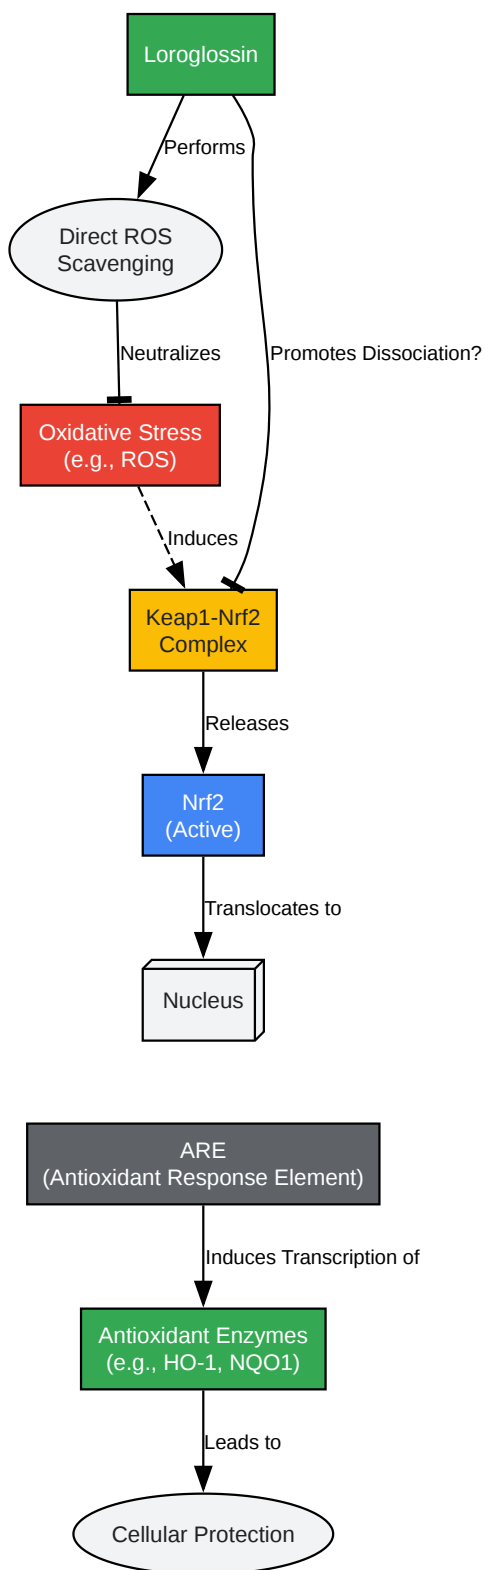 Loroglossin
Performs
Direct ROS
Scavenging
Neutralizes
Promotes Dissociation?
Oxidative Stress
(e.g., ROS)
Induces
Keap1-Nrf2
Complex
Releases
Nrf2
(Active)
Translocates to
Nucleus
ARE
(Antioxidant Response Element)
Induces Transcription of
Antioxidant Enzymes
(e.g., HO-1, NQO1)
Leads to
Cellular Protection